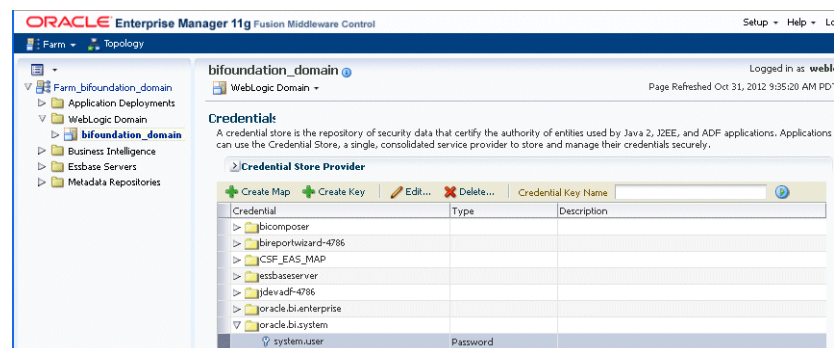 ORACLE Enterprise Manager 11g Fusion Middleware Control
Setup Help
Farm Topology
Farm_bifoundation_domain
Application Deployments
WebLogic Domain
bifoundation_domain
Business Intelligence
Essbase Servers
Metadata Repositories
bifoundation_domain
Logged in as
WebLogic Domain
Page Refreshed Oct 31, 2012 9:35:20 AM PDT
Credentials
A credential store is the repository of security data that certify the authority of entities used by Java 2, J2EE, and ADF applications. Applications
can use the Credential Store, a single, consolidated service provider to store and manage their credentials securely.
Credential Store Provider
Create Map Create Key Edit... Delete... Credential Key Name
Credential Type Description
bicomposer
bireportwizard-4786
CSF_EAS_MAP
essbaseserver
jdevadf-4786
oracle.bi.enterprise
oracle.bi.system
system.user Password